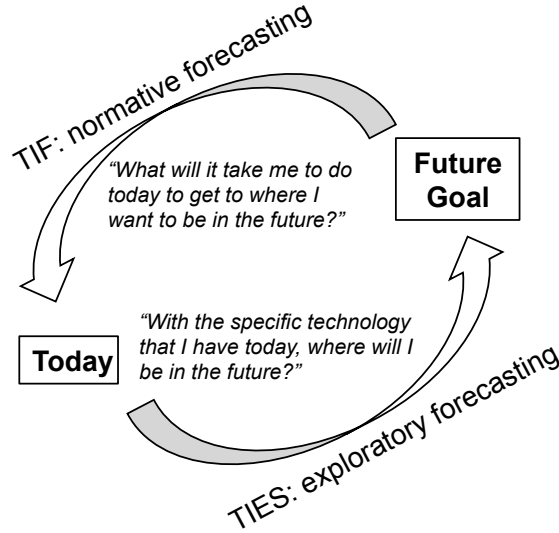 TIF: normative forecasting
“What will it take me to do
today to get to where I
want to be in the future?”
Future
Goal
“With the specific technology
that I have today, where will I
be in the future?”
Today
TIES: exploratory forecasting